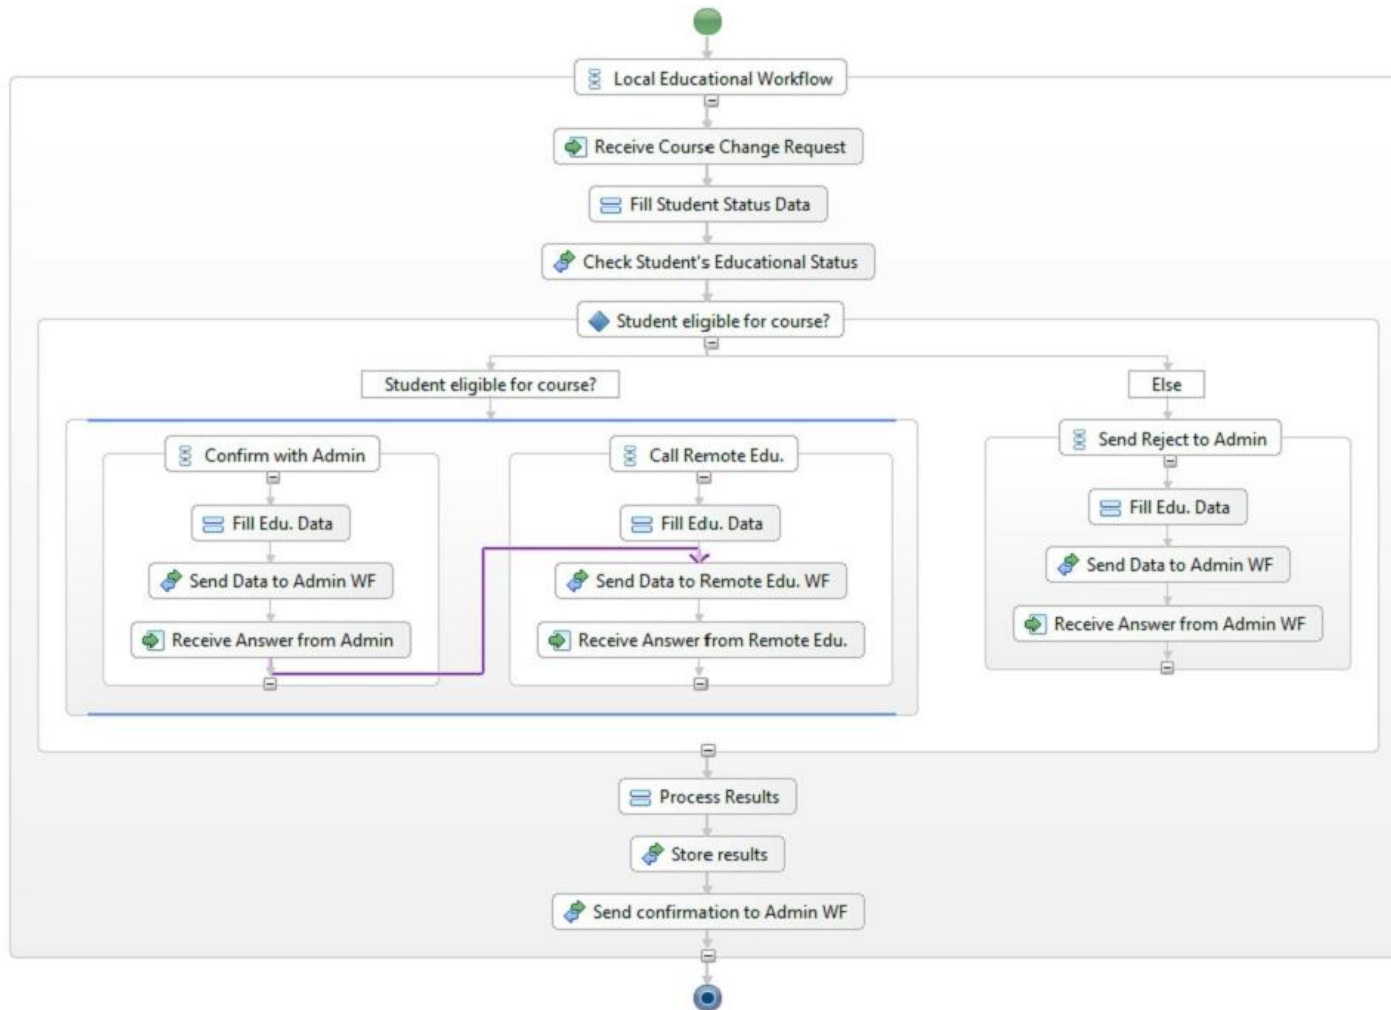 Local Educational Workflow
Receive Course Change Request
Fill Student Status Data
Check Student's Educational Status
Student eligible for course?
Student eligible for course?
Else
Confirm with Admin
Fill Edu. Data
Send Data to Admin WF
Receive Answer from Admin
Call Remote Edu.
Fill Edu. Data
Send Data to Remote Edu. WF
Receive Answer from Remote Edu.
Send Reject to Admin
Fill Edu. Data
Send Data to Admin WF
Receive Answer from Admin WF
Process Results
Store results
Send confirmation to Admin WF